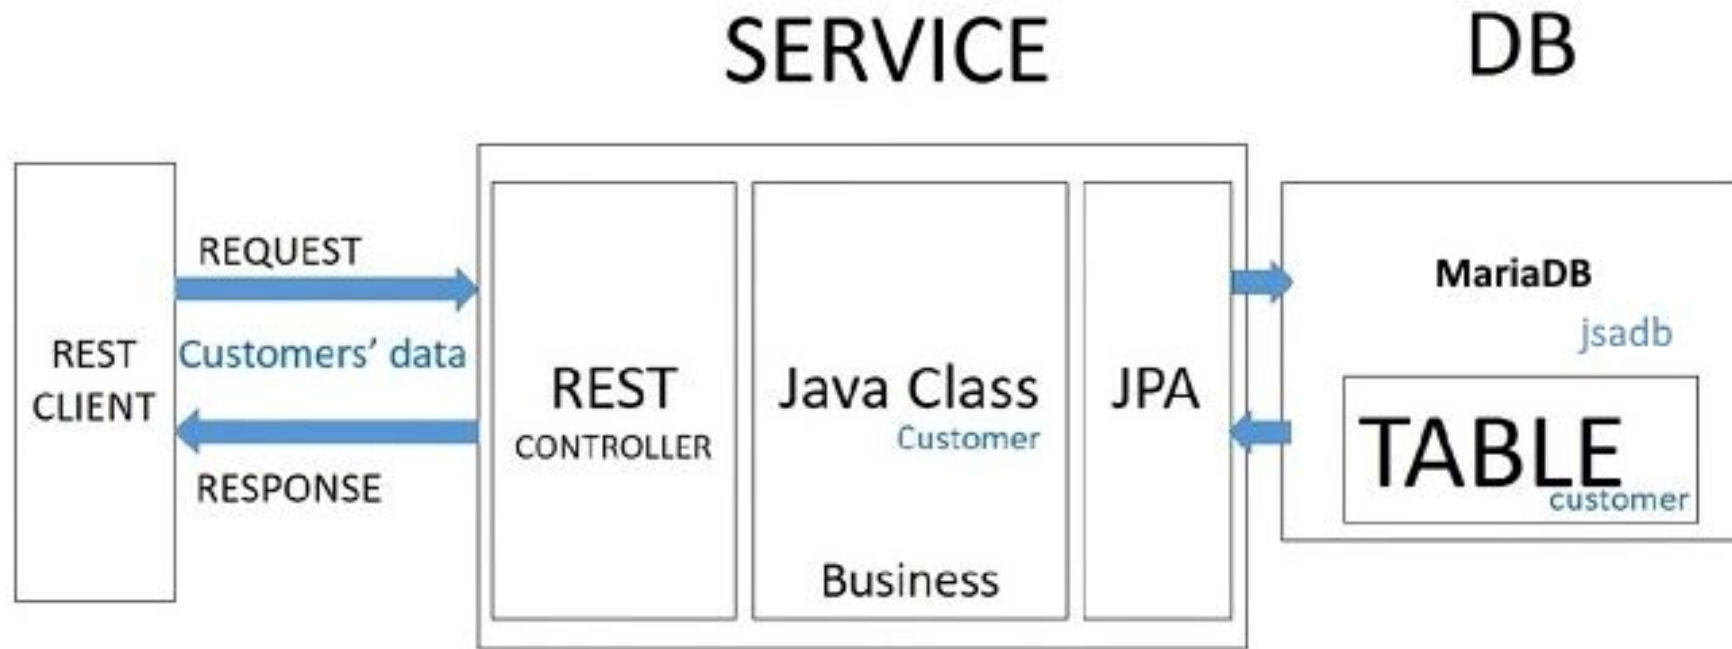 SERVICE
DB
REST
CLIENT
REQUEST
Customers’ data
RESPONSE
REST
CONTROLLER
Java Class
Customer
Business
JPA
MariaDB
jsadb
TABLE
customer